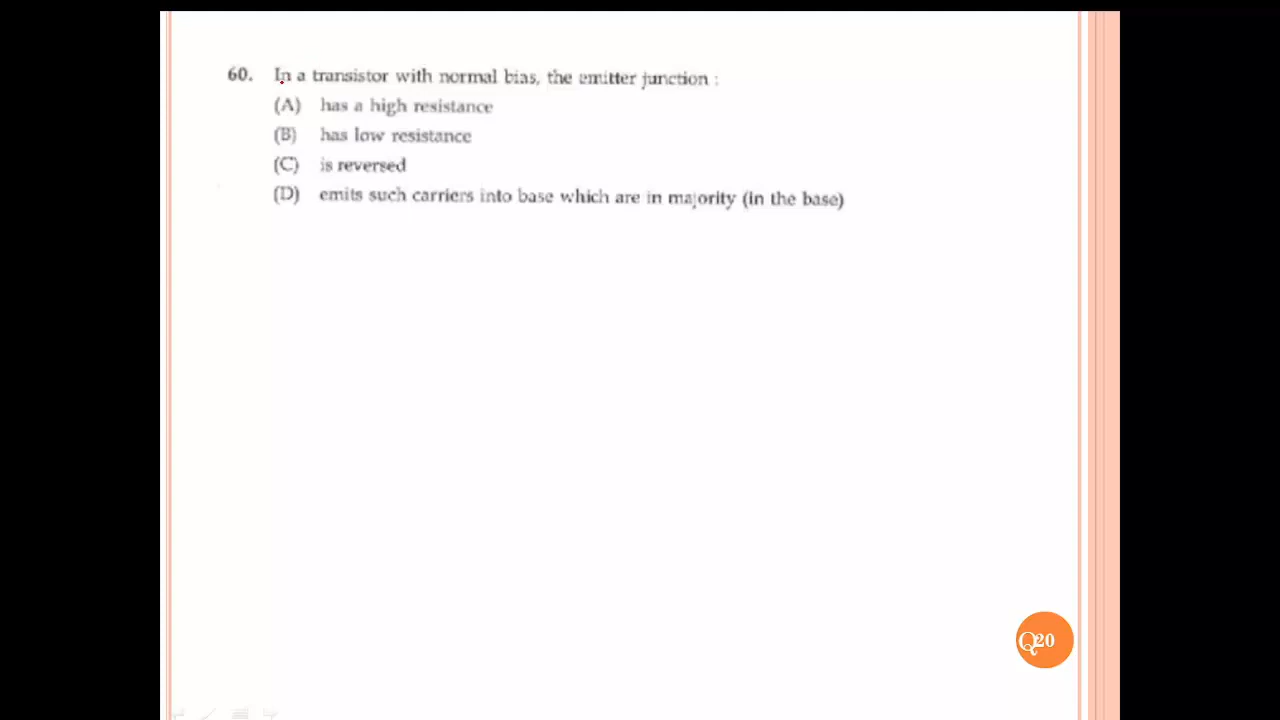 60. In a transistor with normal bias, the emitter junction :
(A) has a high resistance
(B) has low resistance
(C) is reversed
(D) emits such carriers into base which are in majority (in the base)
Q20